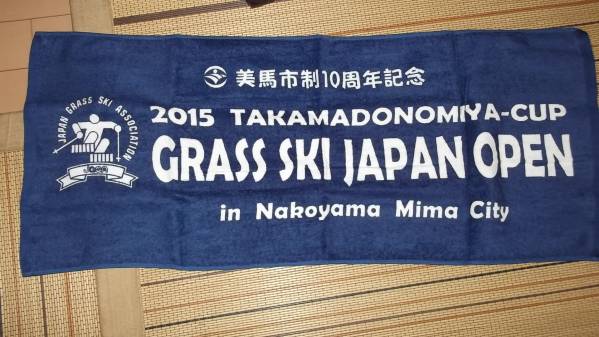 美馬市制10周年記念
2015 TAKAMADONOMIYA-CUP
GRASS SKI JAPAN OPEN
in Nakoyama Mima City
JAPAN GRASS SKI ASSOCIATION